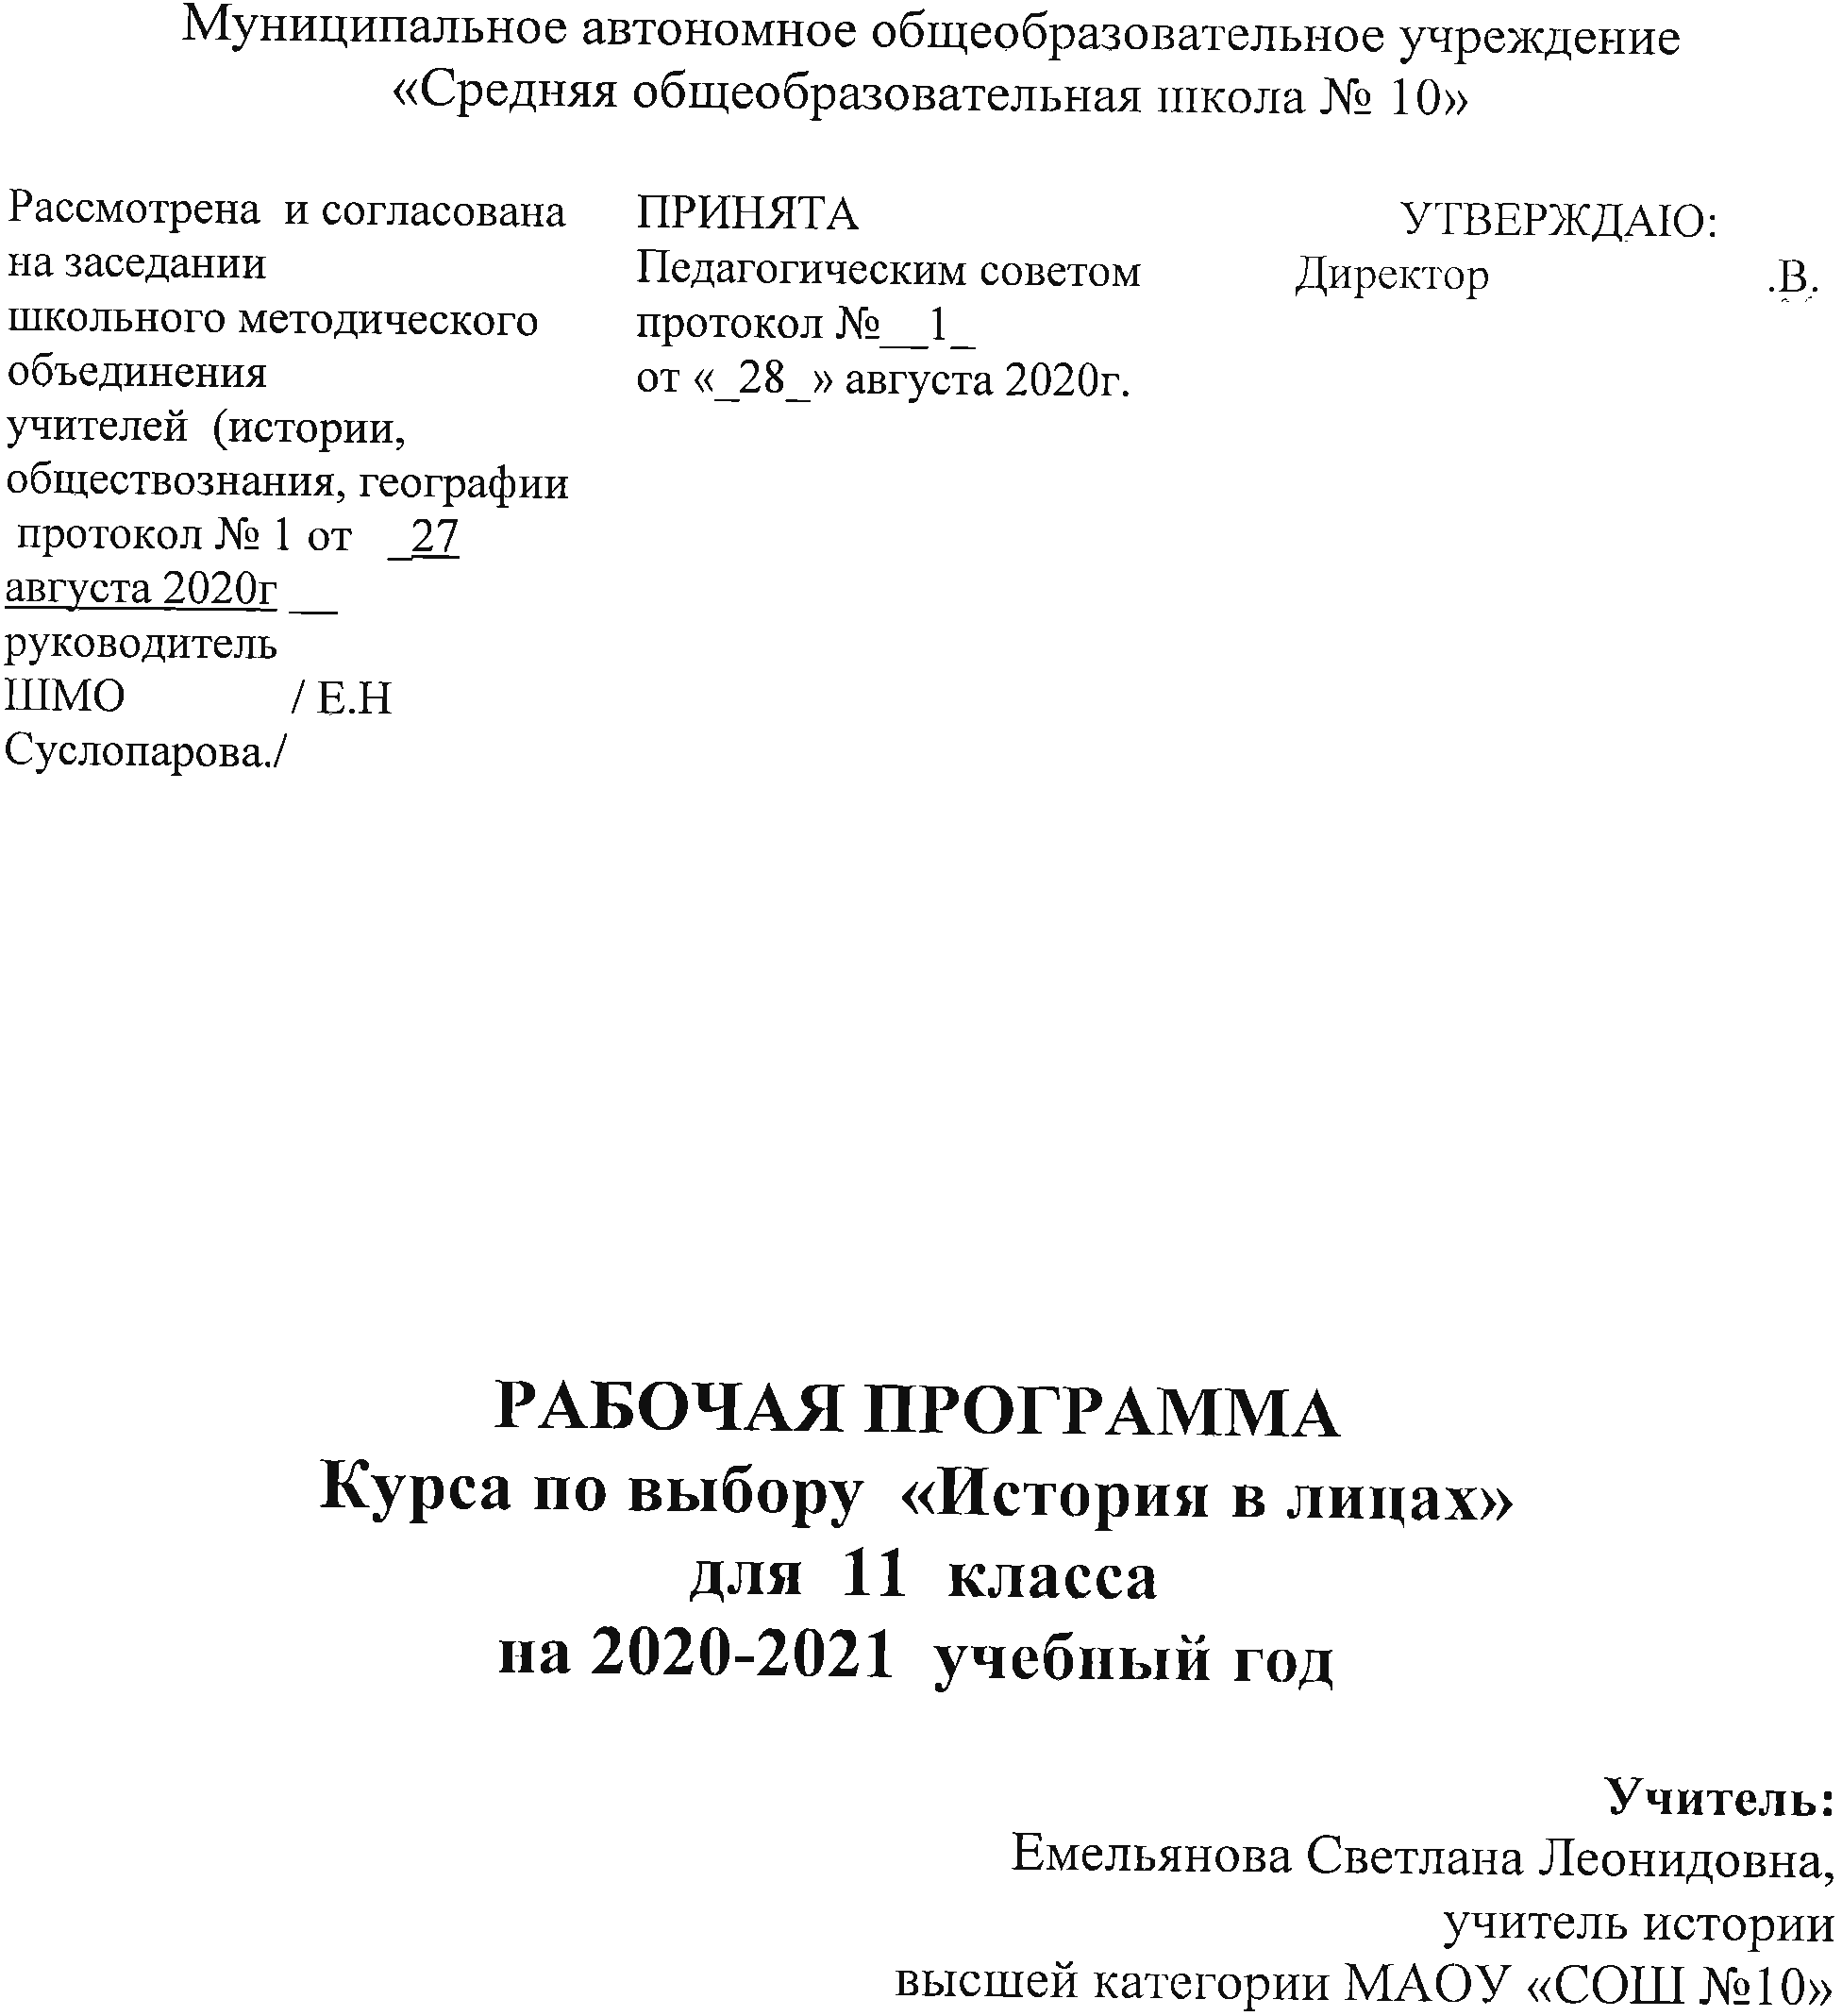 Муниципальное автономное общеобразовательное учреждение
«Средняя общеобразовательная школа № 10»
Рассмотрена и согласована
на заседании
школьного методического
объединения
учителей (истории,
обществознания, географии
протокол № 1 от _27
августа 2020г __
руководитель
ШМО / Е.Н
Суслопарова./
ПРИНЯТА
Педагогическим советом
протокол №__1_
от «_28_» августа 2020г.
УТВЕРЖДАЮ:
Директор .В.
РАБОЧАЯ ПРОГРАММА
Курса по выбору «История в лицах»
для 11 класса
на 2020-2021 учебный год
Учитель:
Емельянова Светлана Леонидовна,
учитель истории
высшей категории МАОУ «СОШ №10»